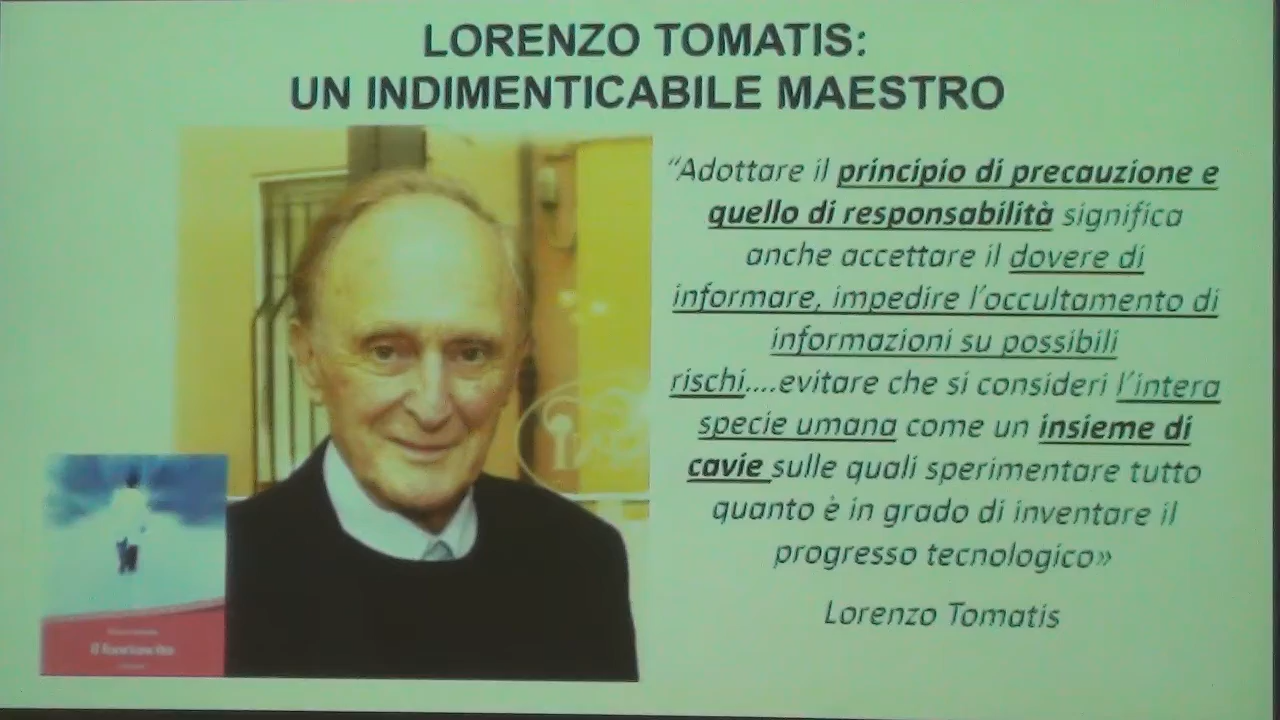 LORENZO TOMATIS:
UN INDIMENTICABILE MAESTRO
“Adottare il principio di precauzione e
quello di responsabilità significa
anche accettare il dovere di
informare, impedire l’occultamento di
informazioni su possibili
rischi....evitare che si consideri l’intera
specie umana come un insieme di
cavie sulle quali sperimentare tutto
quanto è in grado di inventare il
progresso tecnologico»
Lorenzo Tomatis
Il fuoriuscito